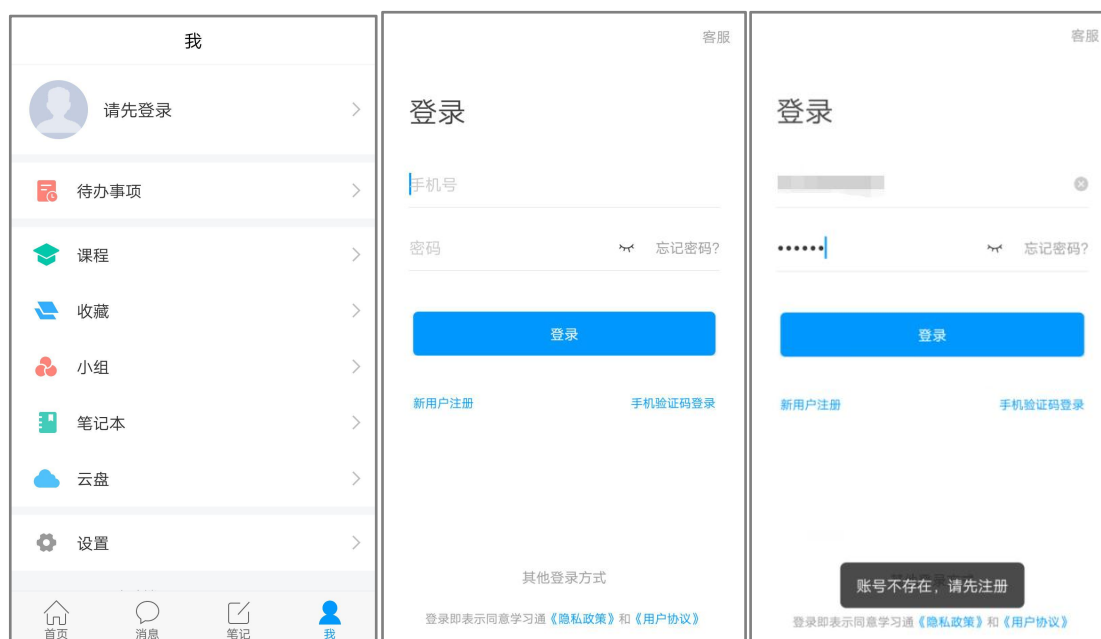 我
请先登录
待办事项
课程
收藏
小组
笔记本
云盘
设置
首页
消息
笔记
我
客服
登录
手机号
密码
忘记密码?
登录
新用户注册
手机验证码登录
其他登录方式
登录即表示同意学习通《隐私政策》和《用户协议》
客服
登录
••••••
忘记密码?
登录
新用户注册
手机验证码登录
账号不存在，请先注册
登录即表示同意学习通《隐私政策》和《用户协议》